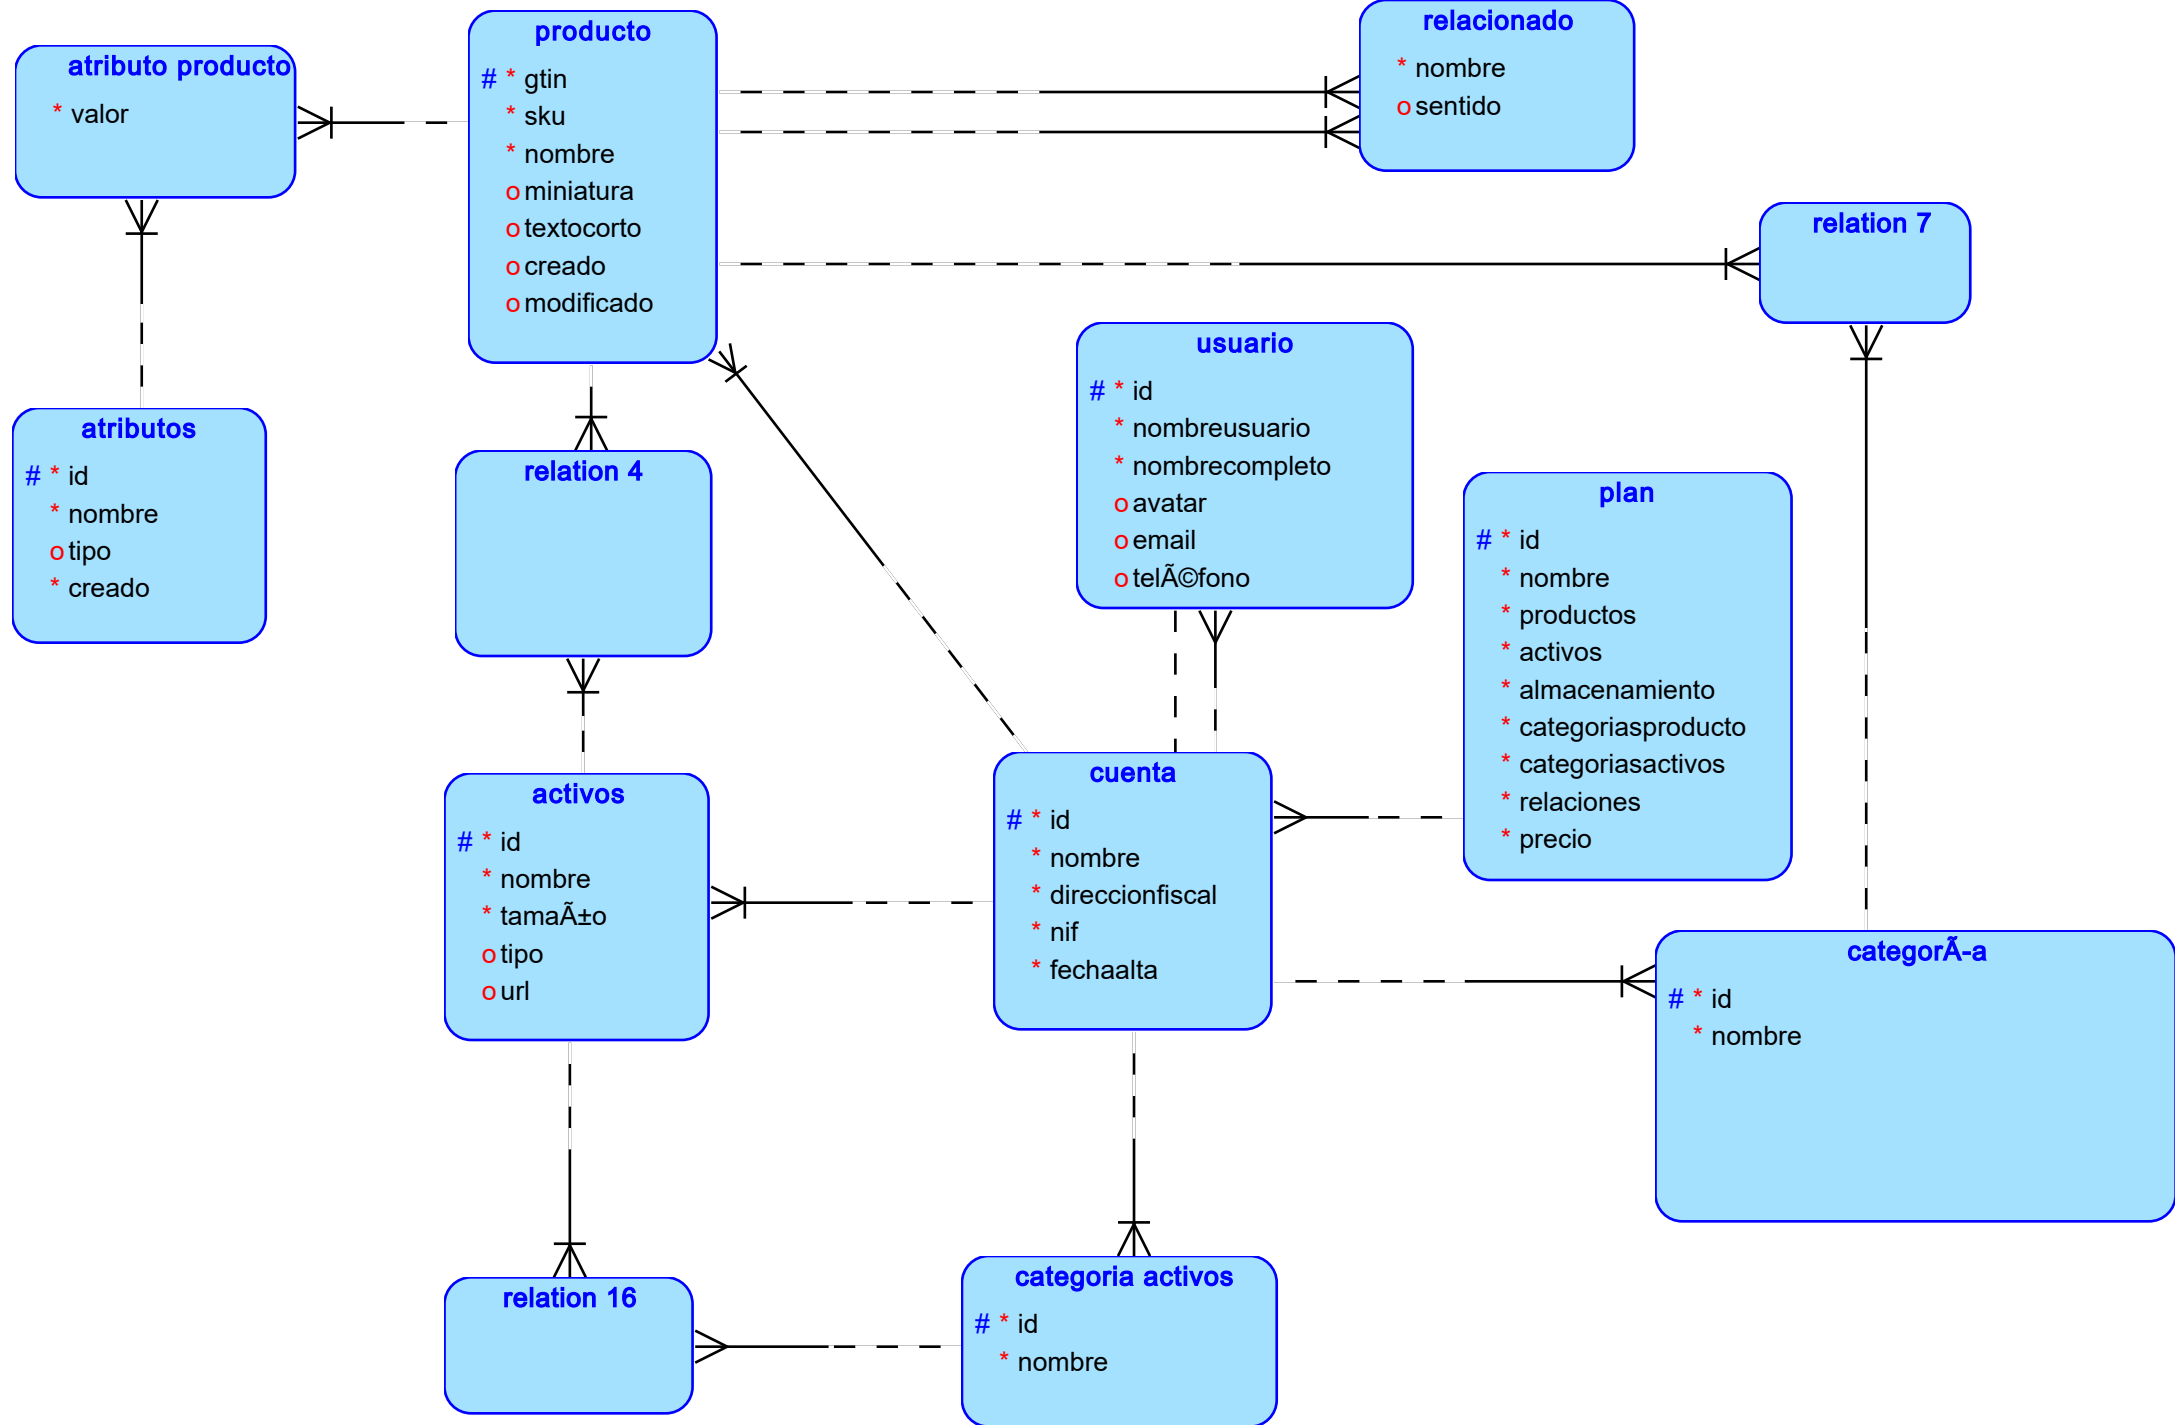 producto
# * gtin
* sku
* nombre
o miniatura
o textocorto
o creado
o modificado
relacionado
* nombre
o sentido
atributo producto
* valor
relation 7
usuario
# * id
* nombreusuario
* nombrecompleto
o avatar
o email
o telÃ©fono
atributos
# * id
* nombre
o tipo
* creado
relation 4
plan
# * id
* nombre
* productos
* activos
* almacenamiento
* categoriasproducto
* categoriasactivos
* relaciones
* precio
activos
# * id
* nombre
* tamaÃ±o
o tipo
o url
cuenta
# * id
* nombre
* direccionfiscal
* nif
* fechaalta
categorÃ-a
# * id
* nombre
relation 16
categoria activos
# * id
* nombre